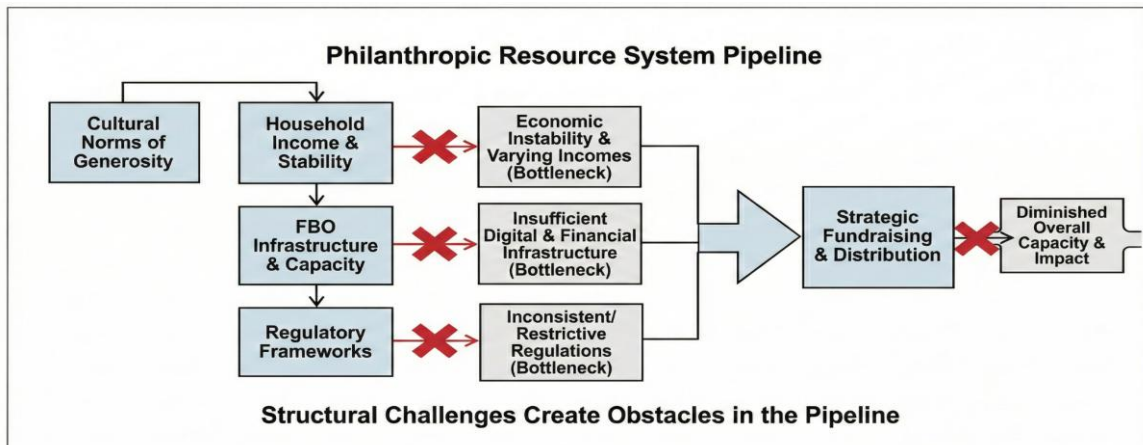 Philanthropic Resource System Pipeline
Cultural
Norms of
Generosity
Household
Income &
Stability
Economic
Instability &
Varying Incomes
(Bottleneck)
FBO
Infrastructure
& Capacity
Insufficient
Digital & Financial
Infrastructure
(Bottleneck)
Regulatory
Frameworks
Inconsistent/
Restrictive
Regulations
(Bottleneck)
Strategic
Fundraising
& Distribution
Diminished
Overall
Capacity &
Impact
Structural Challenges Create Obstacles in the Pipeline